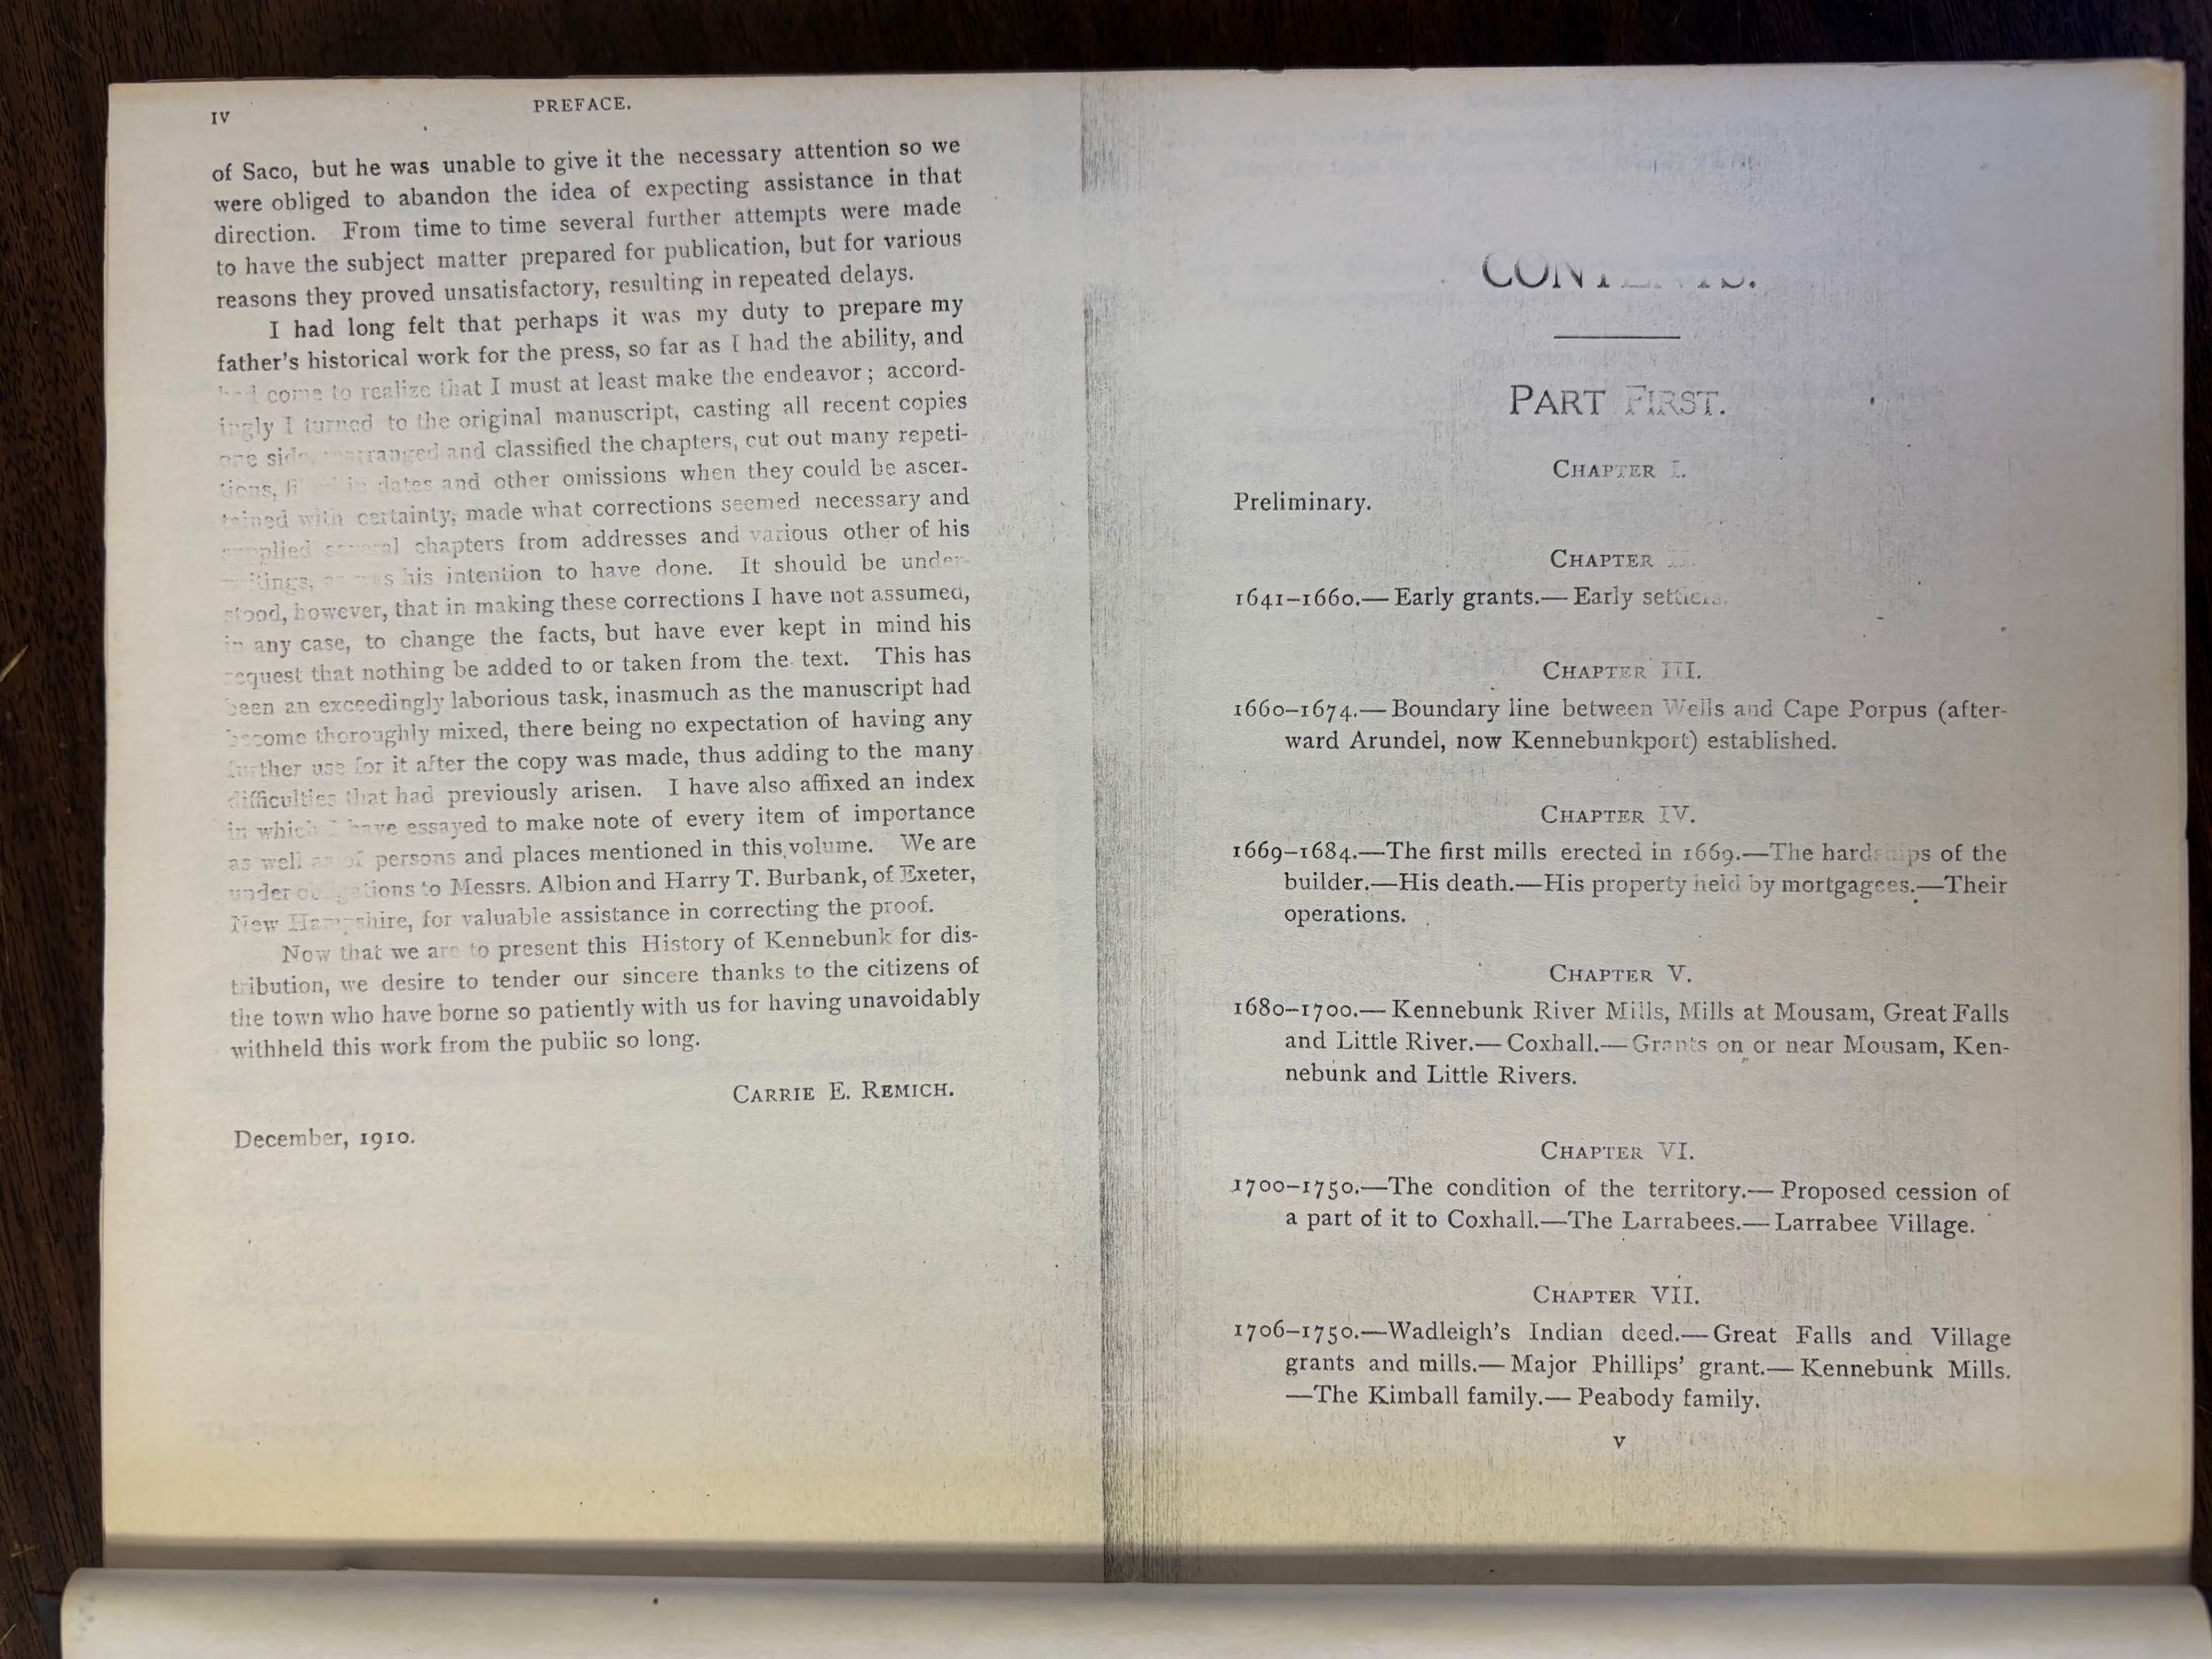 IV
PREFACE.
of Saco, but he was unable to give it the necessary attention so we
were obliged to abandon the idea of expecting assistance in that
direction. From time to time several further attempts were made
to have the subject matter prepared for publication, but for various
reasons they proved unsatisfactory, resulting in repeated delays.
I had long felt that perhaps it was my duty to prepare my
father's historical work for the press, so far as I had the ability, and
had come to realize that I must at least make the endeavor; accord-
ingly I turned to the original manuscript, casting all recent copies
one side, rearranged and classified the chapters, cut out many repeti-
tions, in dates and other omissions when they could be ascer-
tained with certainty, made what corrections seemed necessary and
supplied several chapters from addresses and various other of his
writings, as was his intention to have done. It should be under-
stood, however, that in making these corrections I have not assumed,
in any case, to change the facts, but have ever kept in mind his
request that nothing be added to or taken from the text. This has
been an exceedingly laborious task, inasmuch as the manuscript had
become thoroughly mixed, there being no expectation of having any
further use for it after the copy was made, thus adding to the many
difficulties that had previously arisen. I have also affixed an index
in which I have essayed to make note of every item of importance
as well as of persons and places mentioned in this volume. We are
under obligations to Messrs. Albion and Harry T. Burbank, of Exeter,
New Hampshire, for valuable assistance in correcting the proof.
Now that we are to present this History of Kennebunk for dis-
tribution, we desire to tender our sincere thanks to the citizens of
the town who have borne so patiently with us for having unavoidably
withheld this work from the public so long.
CARRIE E. REMICH.
December, 1910.
CONTENTS.
PART FIRST.
CHAPTER I.
Preliminary.
CHAPTER
1641–1660.—Early grants.—Early settlers.
CHAPTER III.
1660–1674.—Boundary line between Wells and Cape Porpus (after-
ward Arundel, now Kennebunkport) established.
CHAPTER IV.
1669–1684.—The first mills erected in 1669.—The hardships of the
builder.—His death.—His property held by mortgagees.—Their
operations.
CHAPTER V.
1680–1700.—Kennebunk River Mills, Mills at Mousam, Great Falls
and Little River.—Coxhall.—Grants on or near Mousam, Ken-
nebunk and Little Rivers.
CHAPTER VI.
1700–1750.—The condition of the territory.—Proposed cession of
a part of it to Coxhall.—The Larrabees.—Larrabee Village.
CHAPTER VII.
1706–1750.—Wadleigh's Indian deed.—Great Falls and Village
grants and mills.—Major Phillips' grant.—Kennebunk Mills.
—The Kimball family.—Peabody family.
V